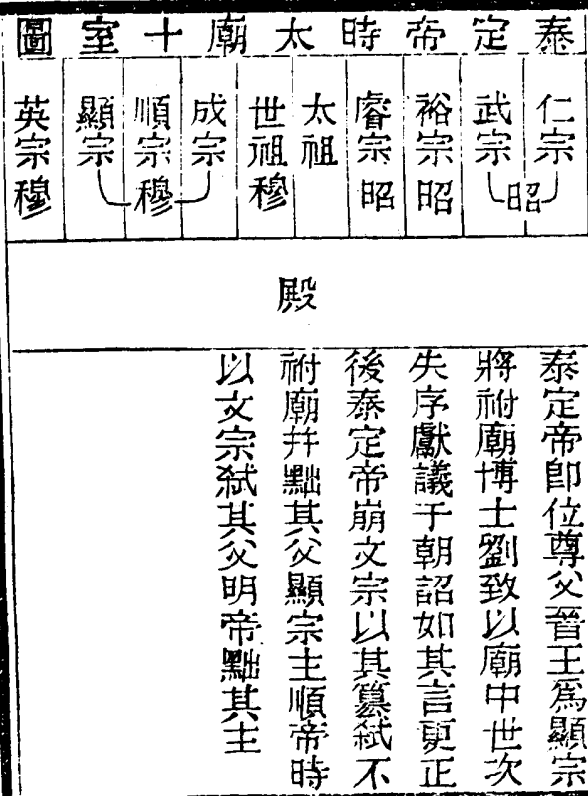 泰定帝時太廟十室圖
仁宗
昭
武宗
裕宗昭
睿宗昭
太祖
世祖穆
成宗
順宗穆
顯宗
英宗穆
殿
泰定帝即位尊父晉王爲顯宗
將祔廟博士劉致以廟中世次
失序獻議于朝詔如其言更正
後泰定帝崩文宗以其篡弑不
祔廟幷黜其父顯宗主順帝時
以文宗弑其父明帝黜其主